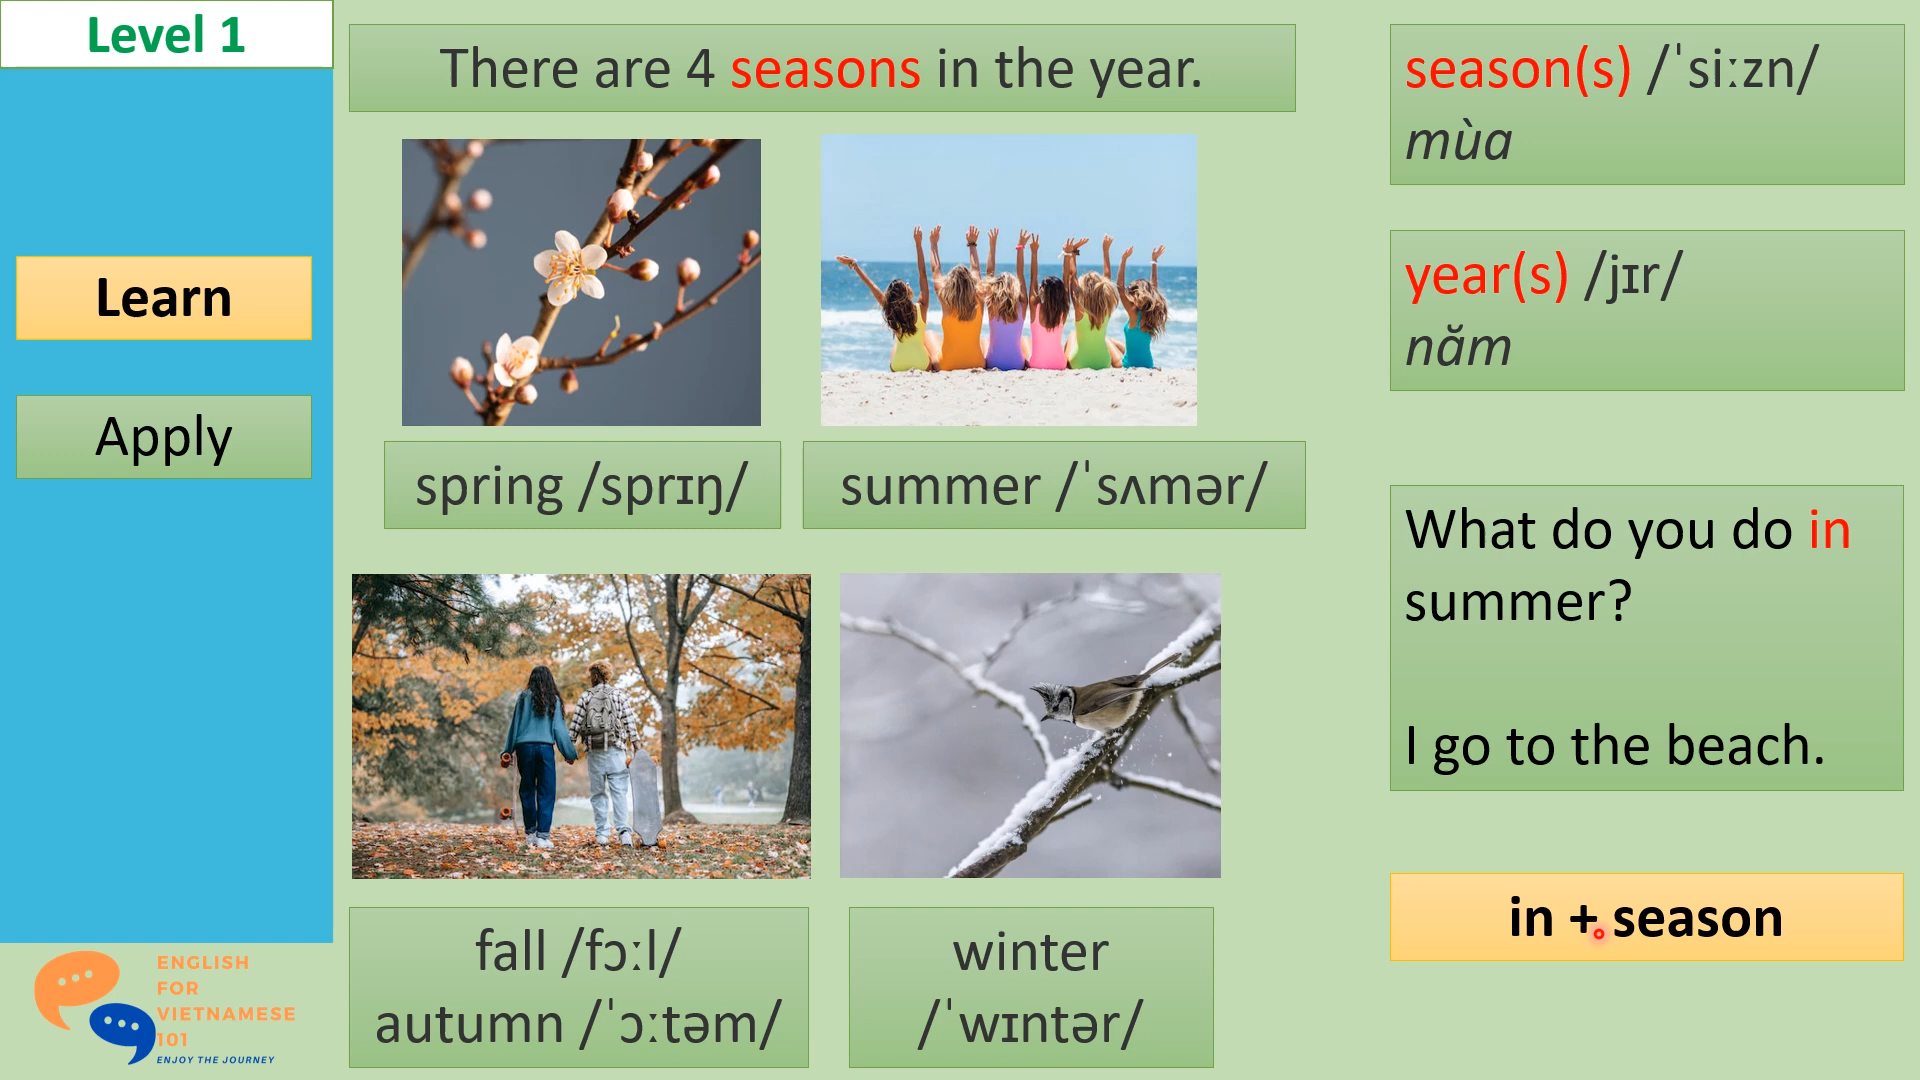 Level 1
Learn
Apply
ENGLISH
FOR
VIETNAMESE
101
ENJOY THE JOURNEY
There are 4 seasons in the year.
spring /sprɪŋ/
summer /ˈsʌmər/
fall /fɔːl/
autumn /ˈɔːtəm/
winter
/ˈwɪntər/
season(s) /ˈsiːzn/
mùa
year(s) /jɪr/
năm
What do you do in
summer?
I go to the beach.
in + season